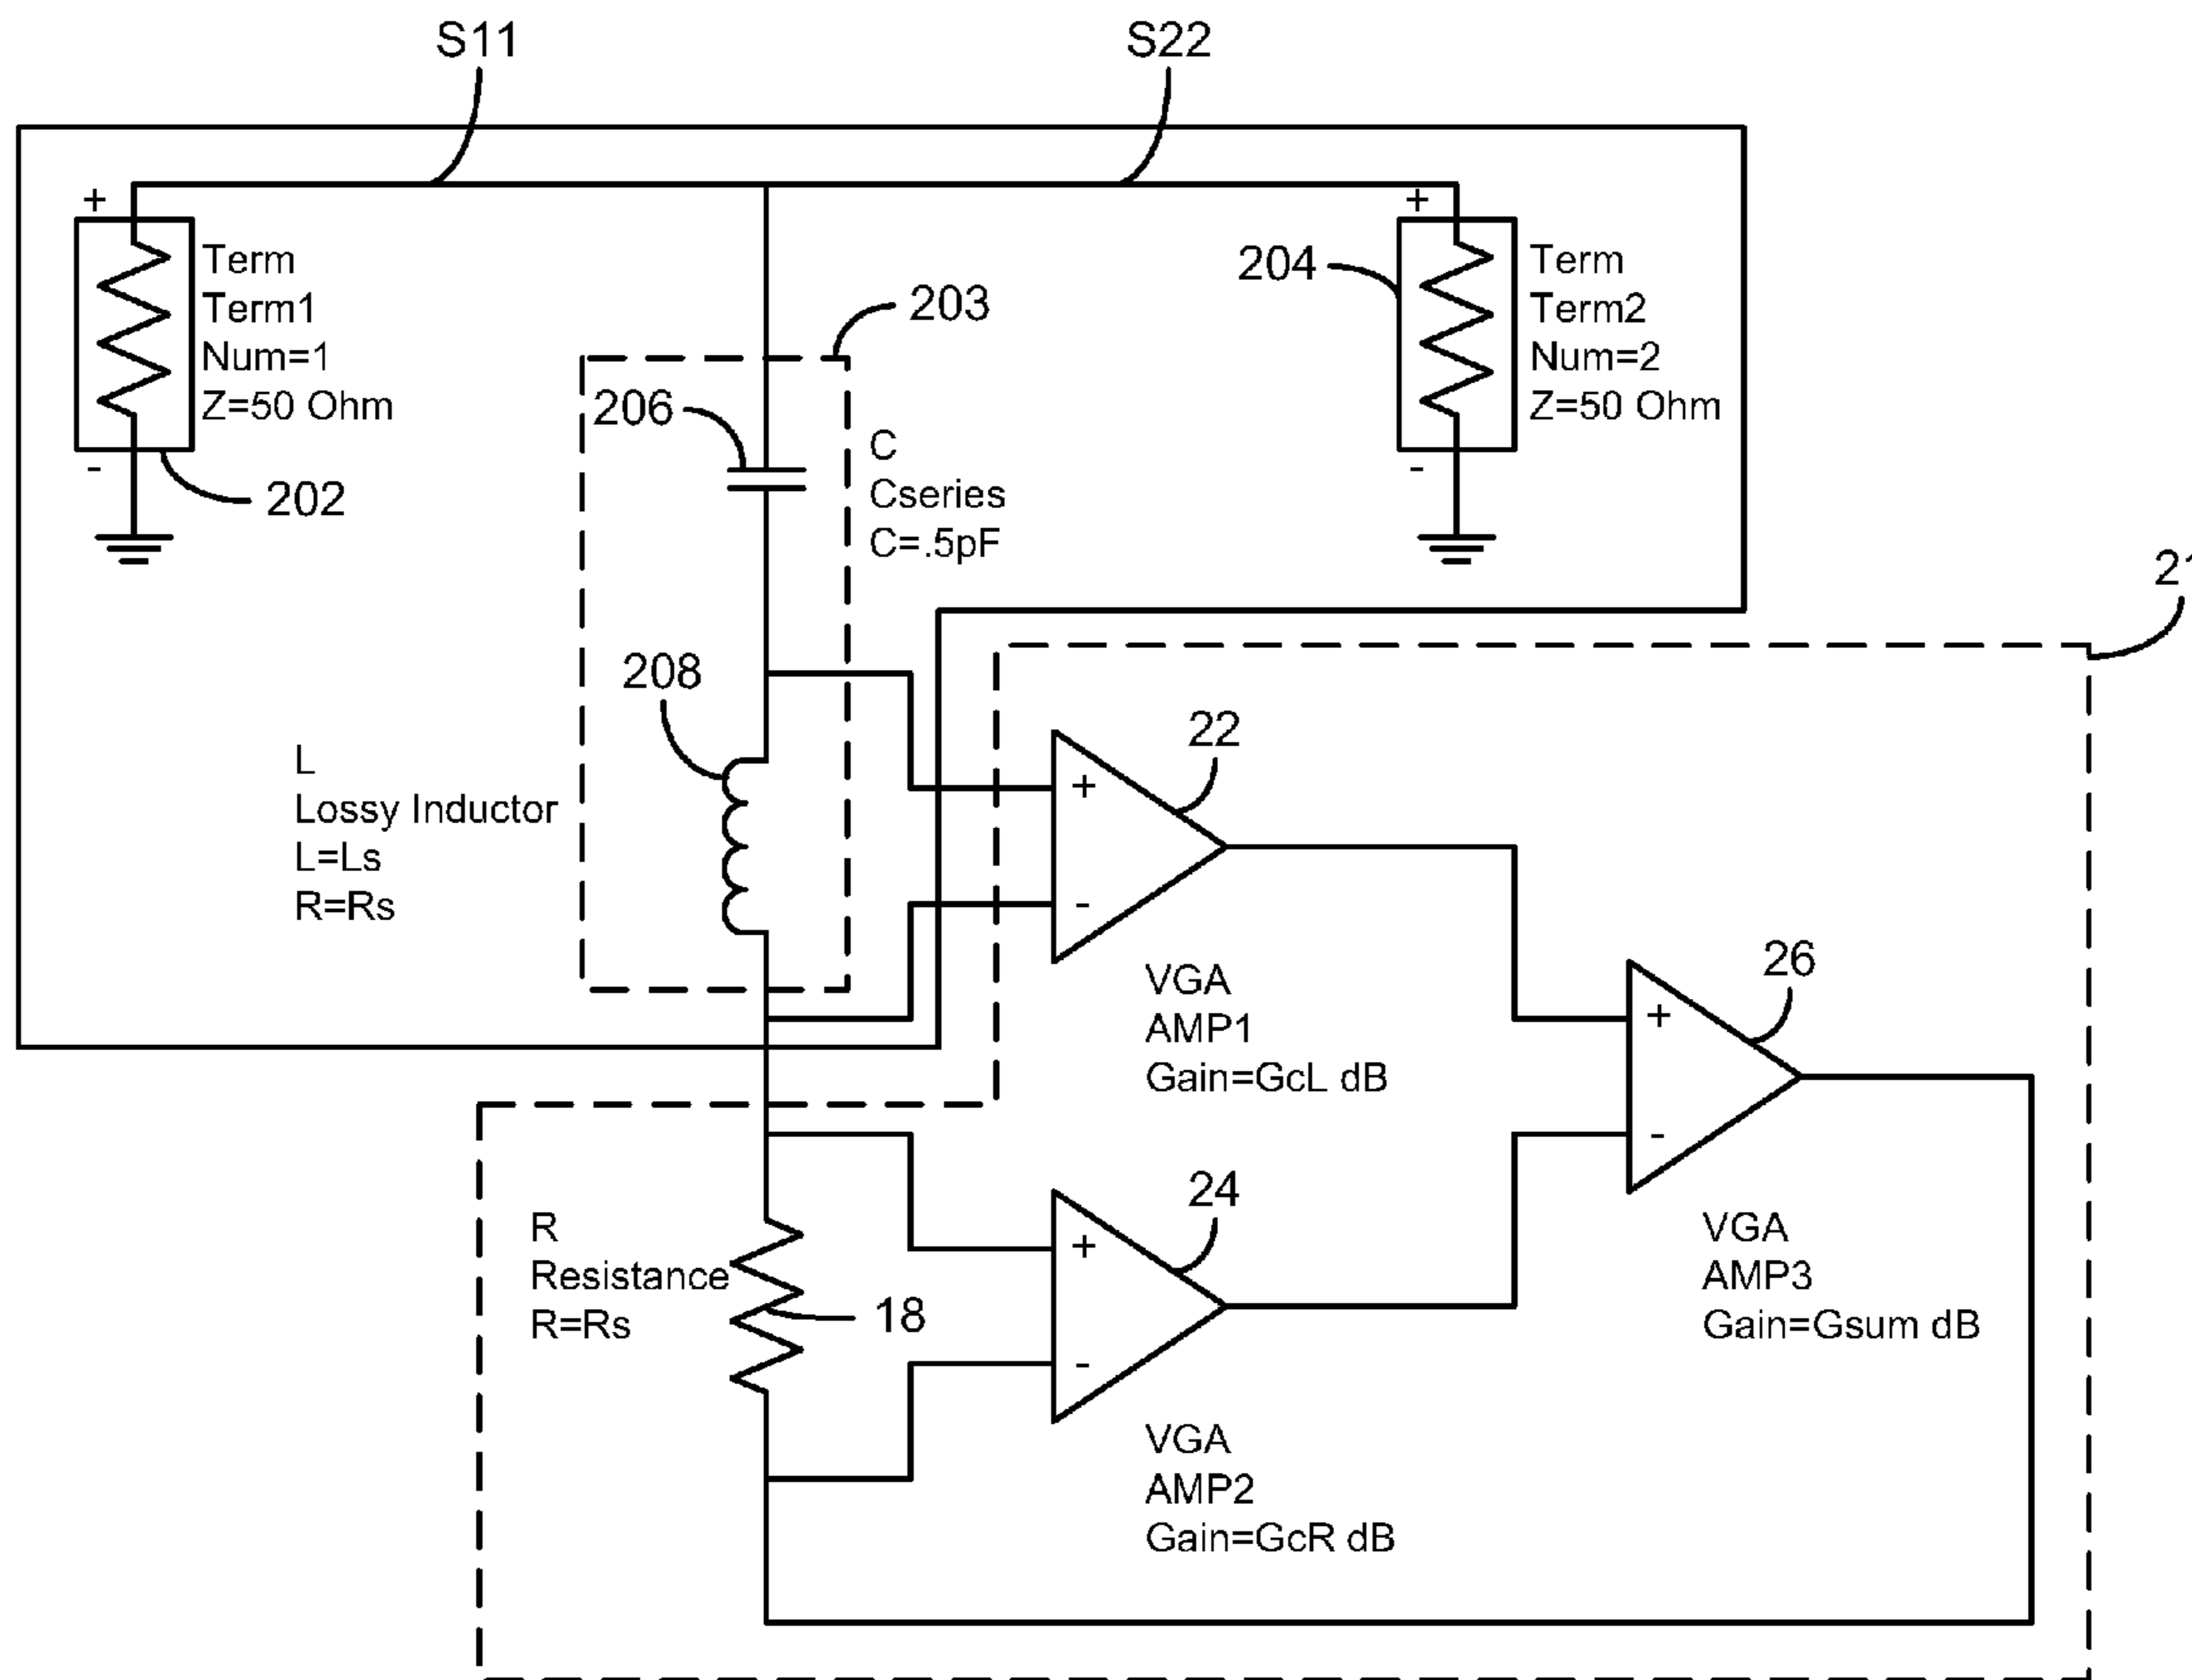 S11
S22
+
Term
Term1
Num=1
Z=50 Ohm
-
202
203
206
C
Cseries
C=.5pF
204
+
Term
Term2
Num=2
Z=50 Ohm
-
208
L
Lossy Inductor
L=Ls
R=Rs
22
+
-
VGA
AMP1
Gain=GcL dB
26
+
-
VGA
AMP3
Gain=Gsum dB
R
Resistance
R=Rs
18
24
+
-
VGA
AMP2
Gain=GcR dB